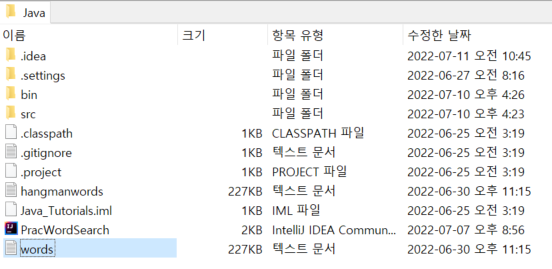 Java
이름 크기 항목 유형 수정한 날짜
.idea 파일 폴더 2022-07-11 오전 10:45
.settings 파일 폴더 2022-06-27 오전 8:16
bin 파일 폴더 2022-07-10 오후 4:26
src 파일 폴더 2022-07-10 오후 4:23
.classpath 1KB CLASSPATH 파일 2022-06-25 오전 3:19
.gitignore 1KB 텍스트 문서 2022-06-25 오전 3:19
.project 1KB PROJECT 파일 2022-06-25 오전 3:19
hangmanwords 227KB 텍스트 문서 2022-06-30 오전 11:15
Java_Tutorials.iml 1KB IML 파일 2022-06-25 오전 3:19
PracWordSearch 2KB IntelliJ IDEA Commun... 2022-07-07 오후 8:56
words 227KB 텍스트 문서 2022-06-30 오전 11:15